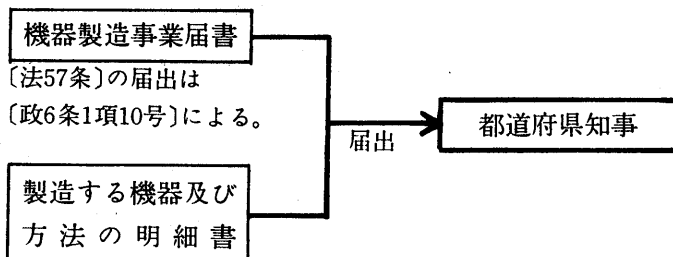 機器製造事業届書
〔法57条〕の届出は
〔政6条1項10号〕による。
届出
都道府県知事
製造する機器及び
方法の明細書